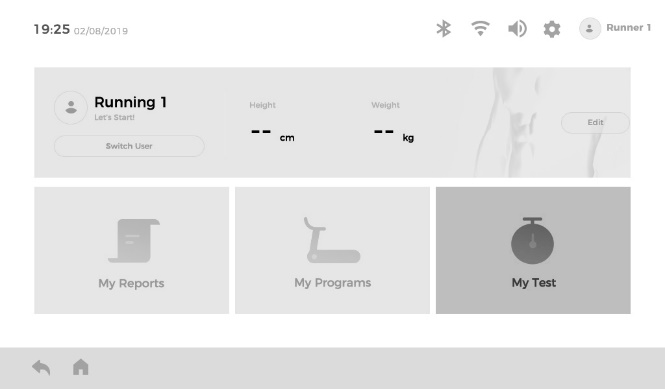 19:25 02/08/2019
Runner 1
Running 1
Let's Start!
Height
Weight
-- cm
-- kg
Edit
Switch User
My Reports
My Programs
My Test